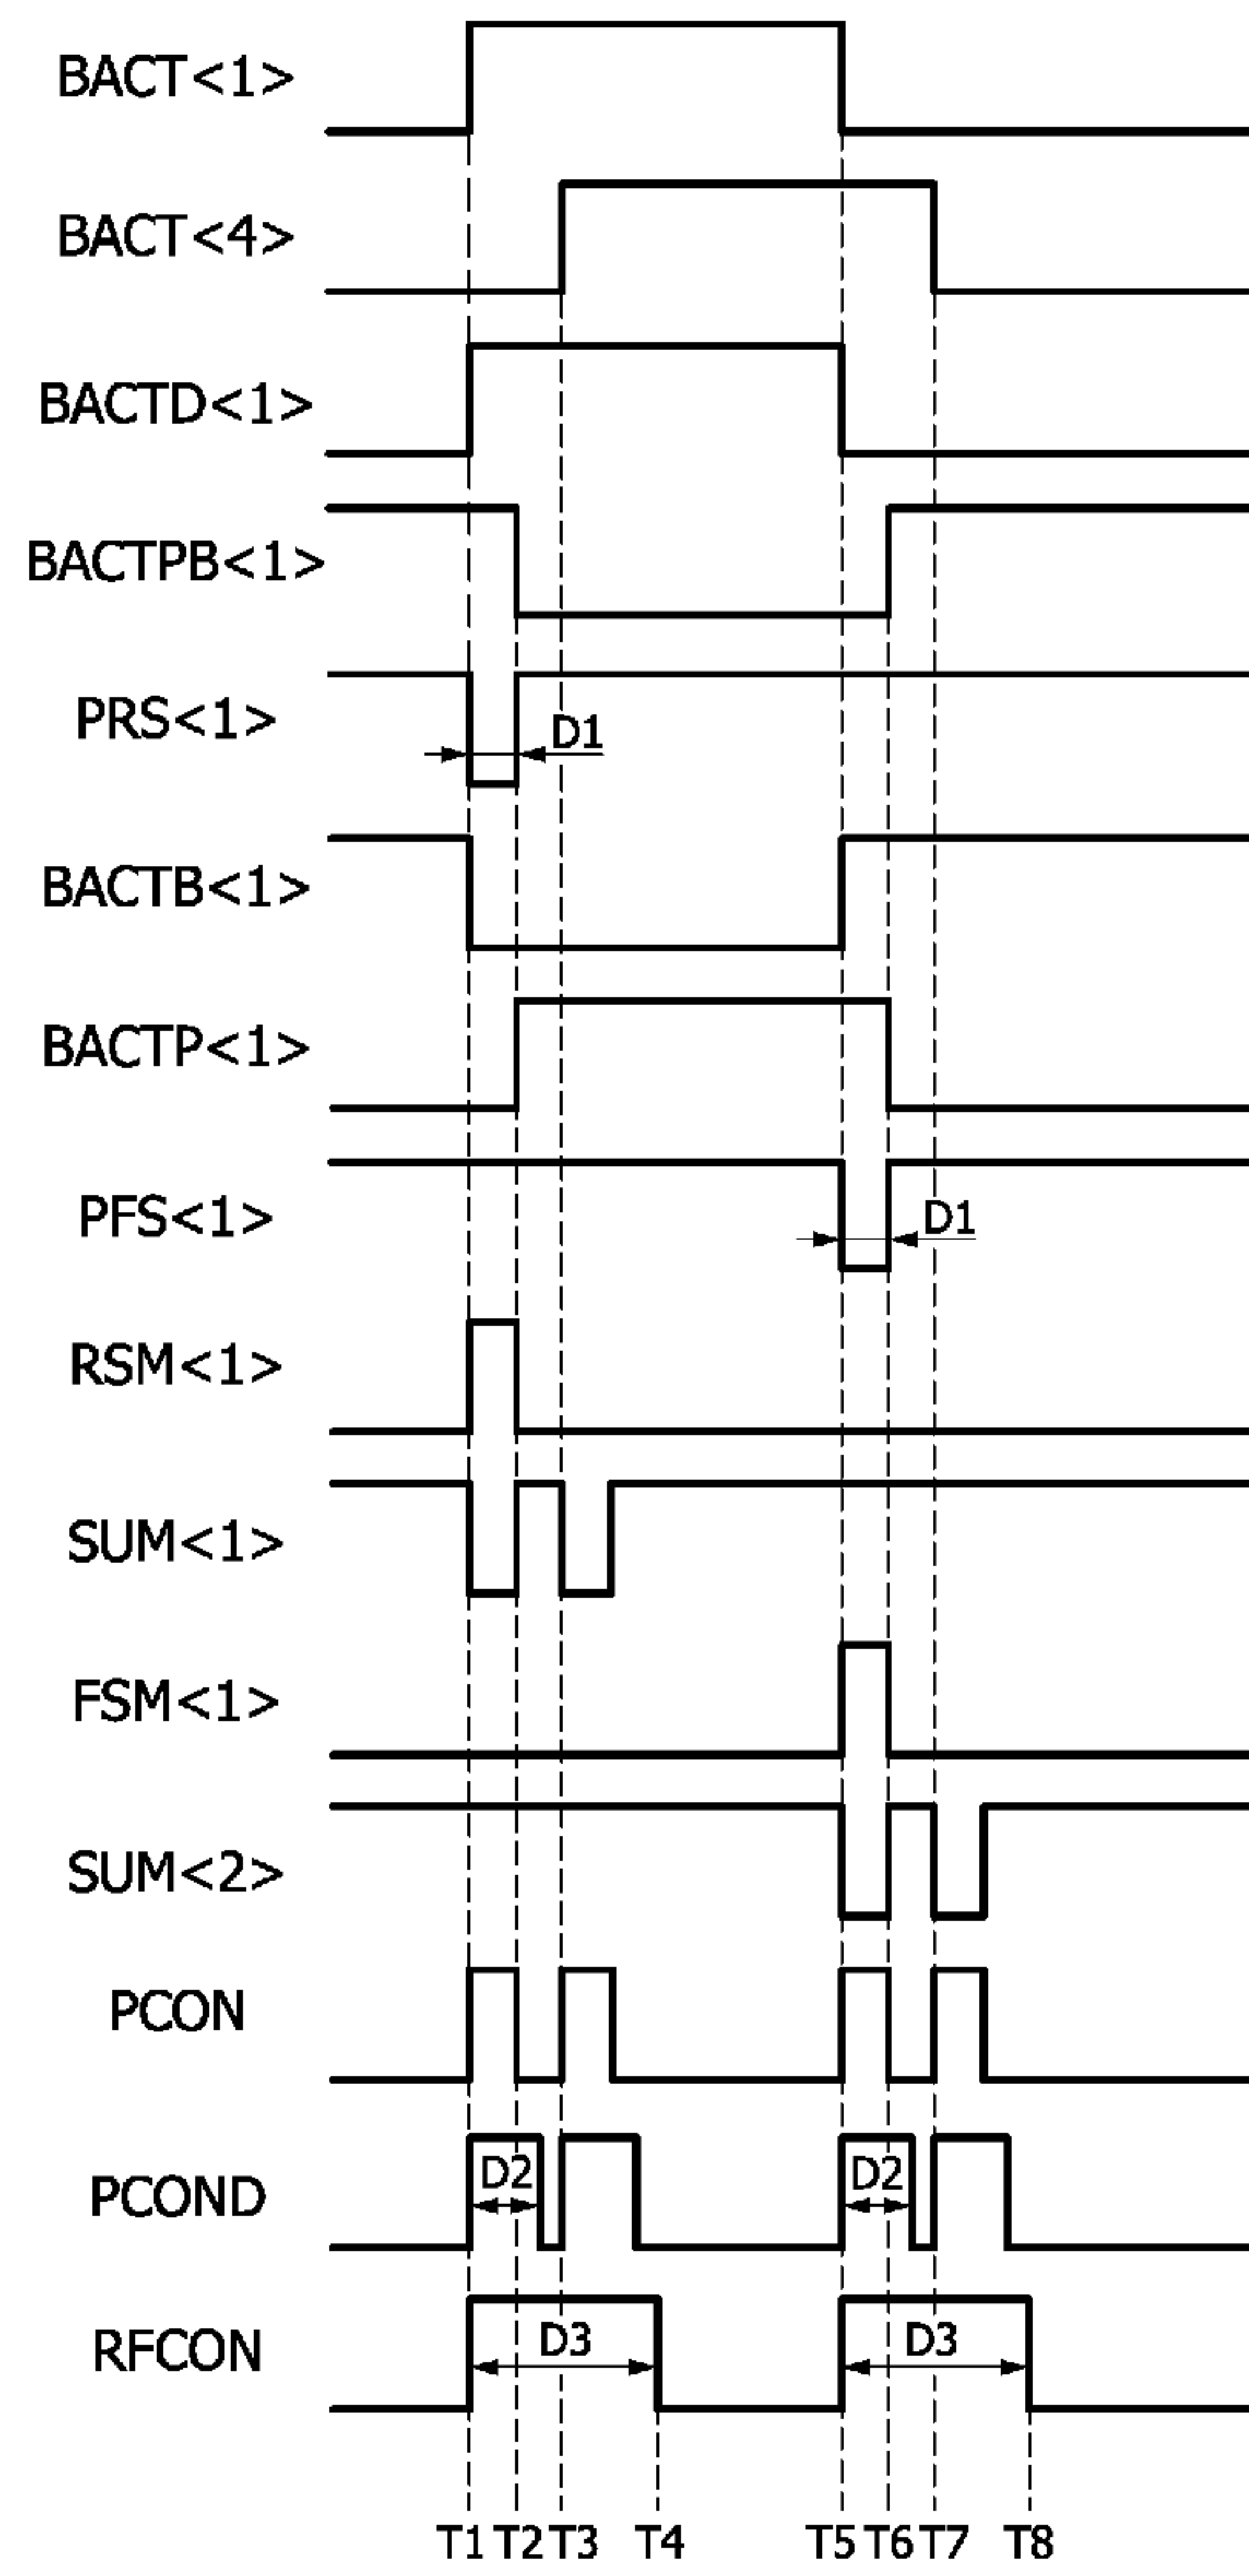 BACT<1>
BACT<4>
BACTD<1>
BACTPB<1>
PRS<1>
D1
BACTB<1>
BACTP<1>
PFS<1>
D1
RSM<1>
SUM<1>
FSM<1>
SUM<2>
PCON
PCOND
D2
D2
RFCON
D3
D3
T1 T2 T3 T4 T5 T6 T7 T8